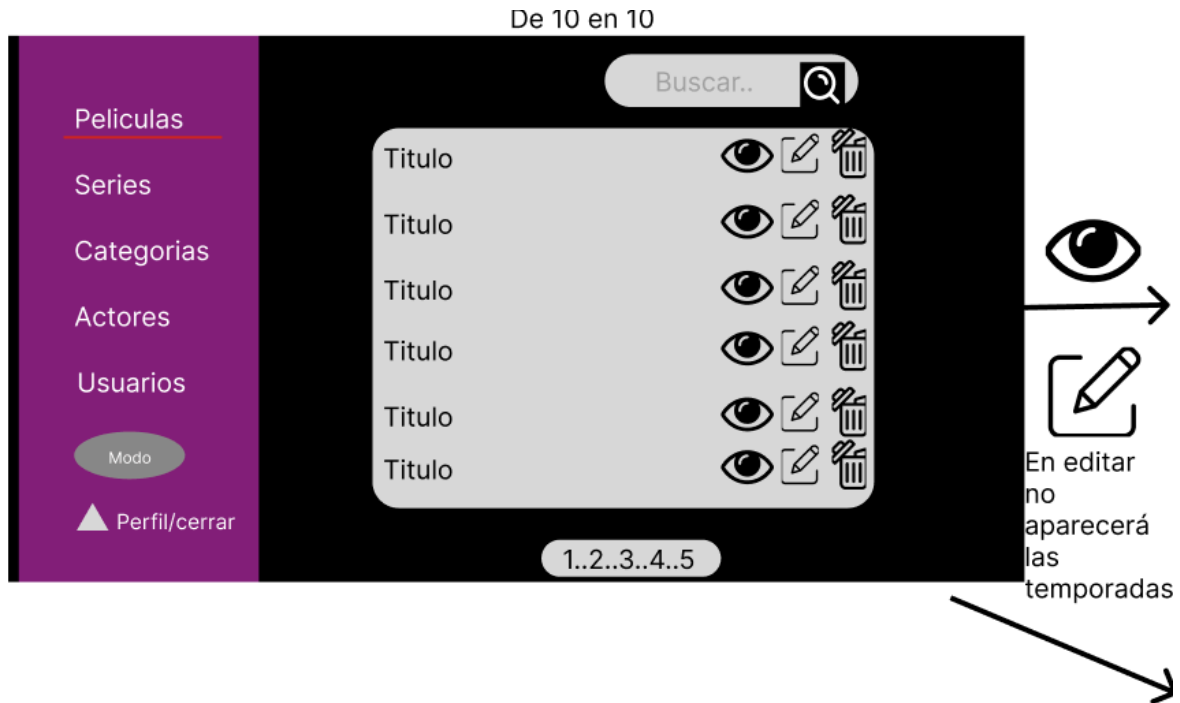 De 10 en 10
Buscar..
Peliculas
Series
Categorias
Actores
Usuarios
Modo
Perfil/cerrar
Titulo
Titulo
Titulo
Titulo
Titulo
Titulo
1..2..3..4..5
En editar
no
aparecerá
las
temporadas